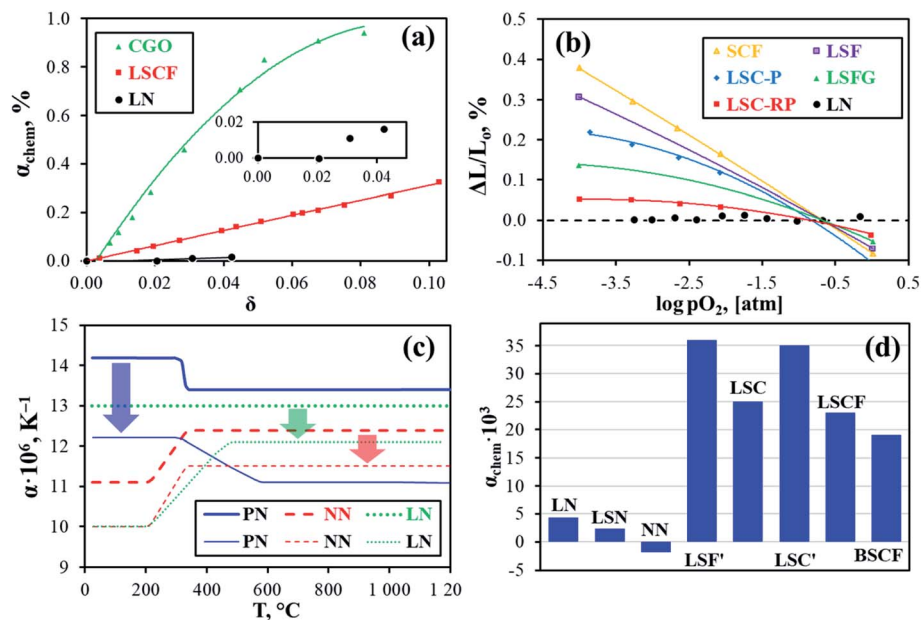 (a)
1.0
0.8
0.6
0.4
0.2
0.0
α_chem, %
CGO
LSCF
LN
0.02
0.00
0.00 0.02 0.04
0.00 0.02 0.04 0.06 0.08 0.10
δ
(b)
0.5
0.4
0.3
0.2
0.1
0.0
-0.1
ΔL/L_o, %
SCF LSF
LSC-P LSFG
LSC-RP LN
-4.5 -3.5 -2.5 -1.5 -0.5 0.5
log pO₂, [atm]
(c)
15
14
13
12
11
10
9
α·10⁶, K⁻¹
PN NN LN
PN NN LN
0 200 400 600 800 1 000 1 200
T, °C
(d)
35
30
25
20
15
10
5
0
-5
α_chem·10³
LN
LSN
NN
LSF'
LSC
LSC'
LSCF
BSCF